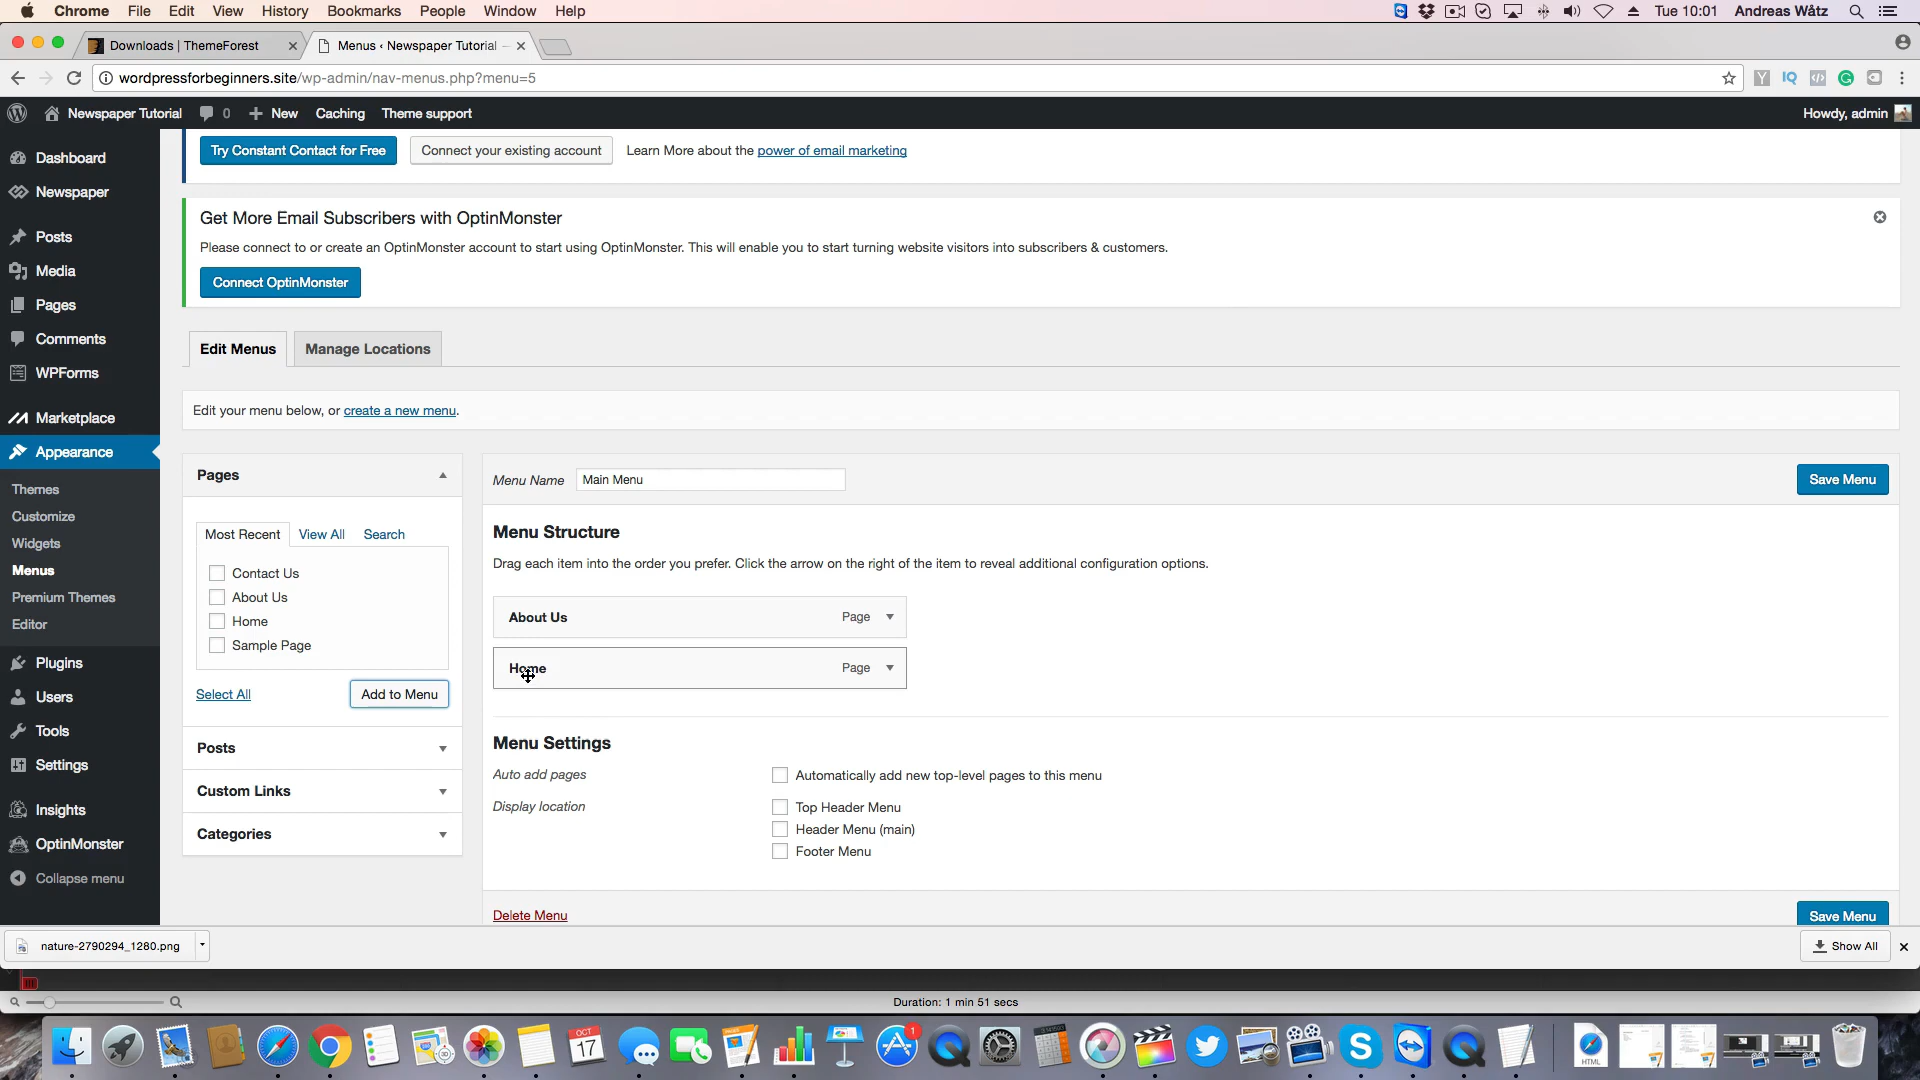 Chrome File Edit View History Bookmarks People Window Help Tue 10:01 Andreas Wåtz
Downloads | ThemeForest Menus ‹ Newspaper Tutorial –
wordpressforbeginners.site/wp-admin/nav-menus.php?menu=5
Newspaper Tutorial 0 New Caching Theme support Howdy, admin
Dashboard
Newspaper
Posts
Media
Pages
Comments
WPForms
Marketplace
Appearance
Themes
Customize
Widgets
Menus
Premium Themes
Editor
Plugins
Users
Tools
Settings
Insights
OptinMonster
Collapse menu
Try Constant Contact for Free Connect your existing account Learn More about the power of email marketing
Get More Email Subscribers with OptinMonster
Please connect to or create an OptinMonster account to start using OptinMonster. This will enable you to start turning website visitors into subscribers & customers.
Connect OptinMonster
Edit Menus Manage Locations
Edit your menu below, or create a new menu.
Pages
Most Recent View All Search
Contact Us
About Us
Home
Sample Page
Select All Add to Menu
Posts
Custom Links
Categories
Menu Name Main Menu Save Menu
Menu Structure
Drag each item into the order you prefer. Click the arrow on the right of the item to reveal additional configuration options.
About Us Page
Home Page
Menu Settings
Auto add pages Automatically add new top-level pages to this menu
Display location Top Header Menu
Header Menu (main)
Footer Menu
Delete Menu Save Menu
nature-2790294_1280.png Show All
Duration: 1 min 51 secs
OCT
17
1
HTML